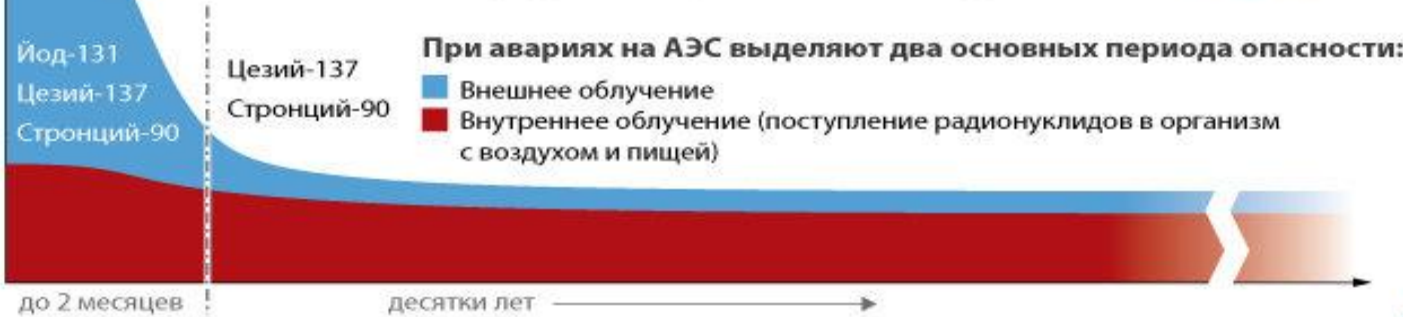 При авариях на АЭС выделяют два основных периода опасности:
Внешнее облучение
Внутреннее облучение (поступление радионуклидов в организм
с воздухом и пищей)
Йод-131
Цезий-137
Стронций-90
Цезий-137
Стронций-90
до 2 месяцев
десятки лет